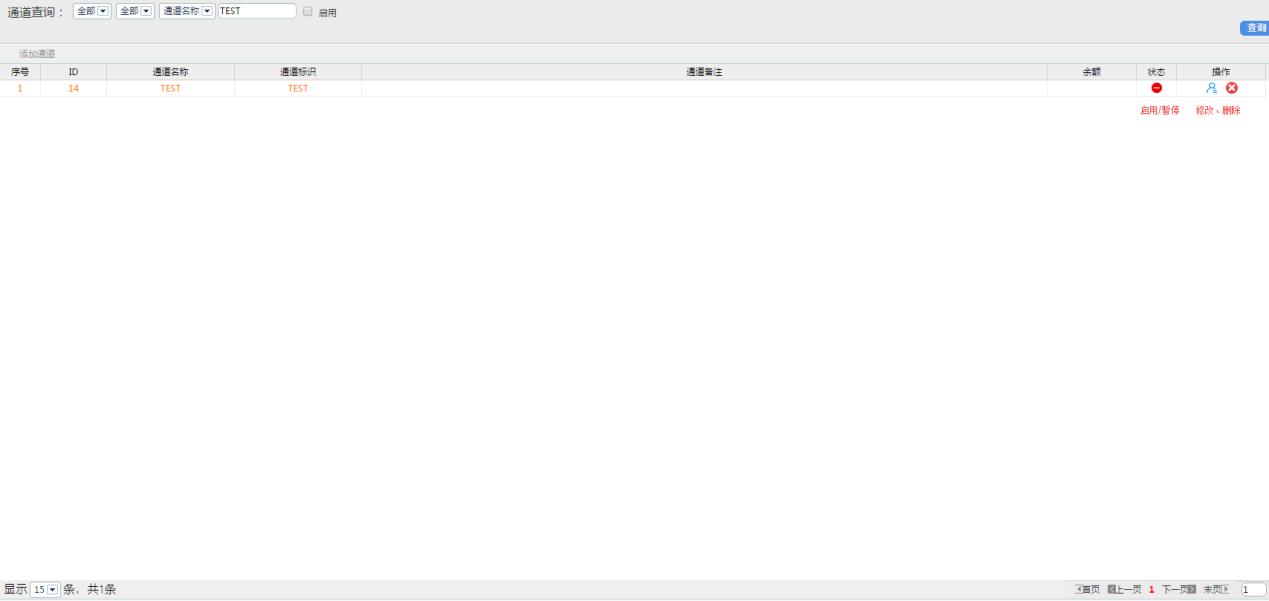 通道查询： 全部 全部 通道名称 TEST 启用
查询
添加通道
序号 ID 通道名称 通道标识 通道备注 余额 状态 操作
1 14 TEST TEST
启用/暂停 修改、删除
显示 15 条，共1条 首页 上一页 1 下一页 末页 1